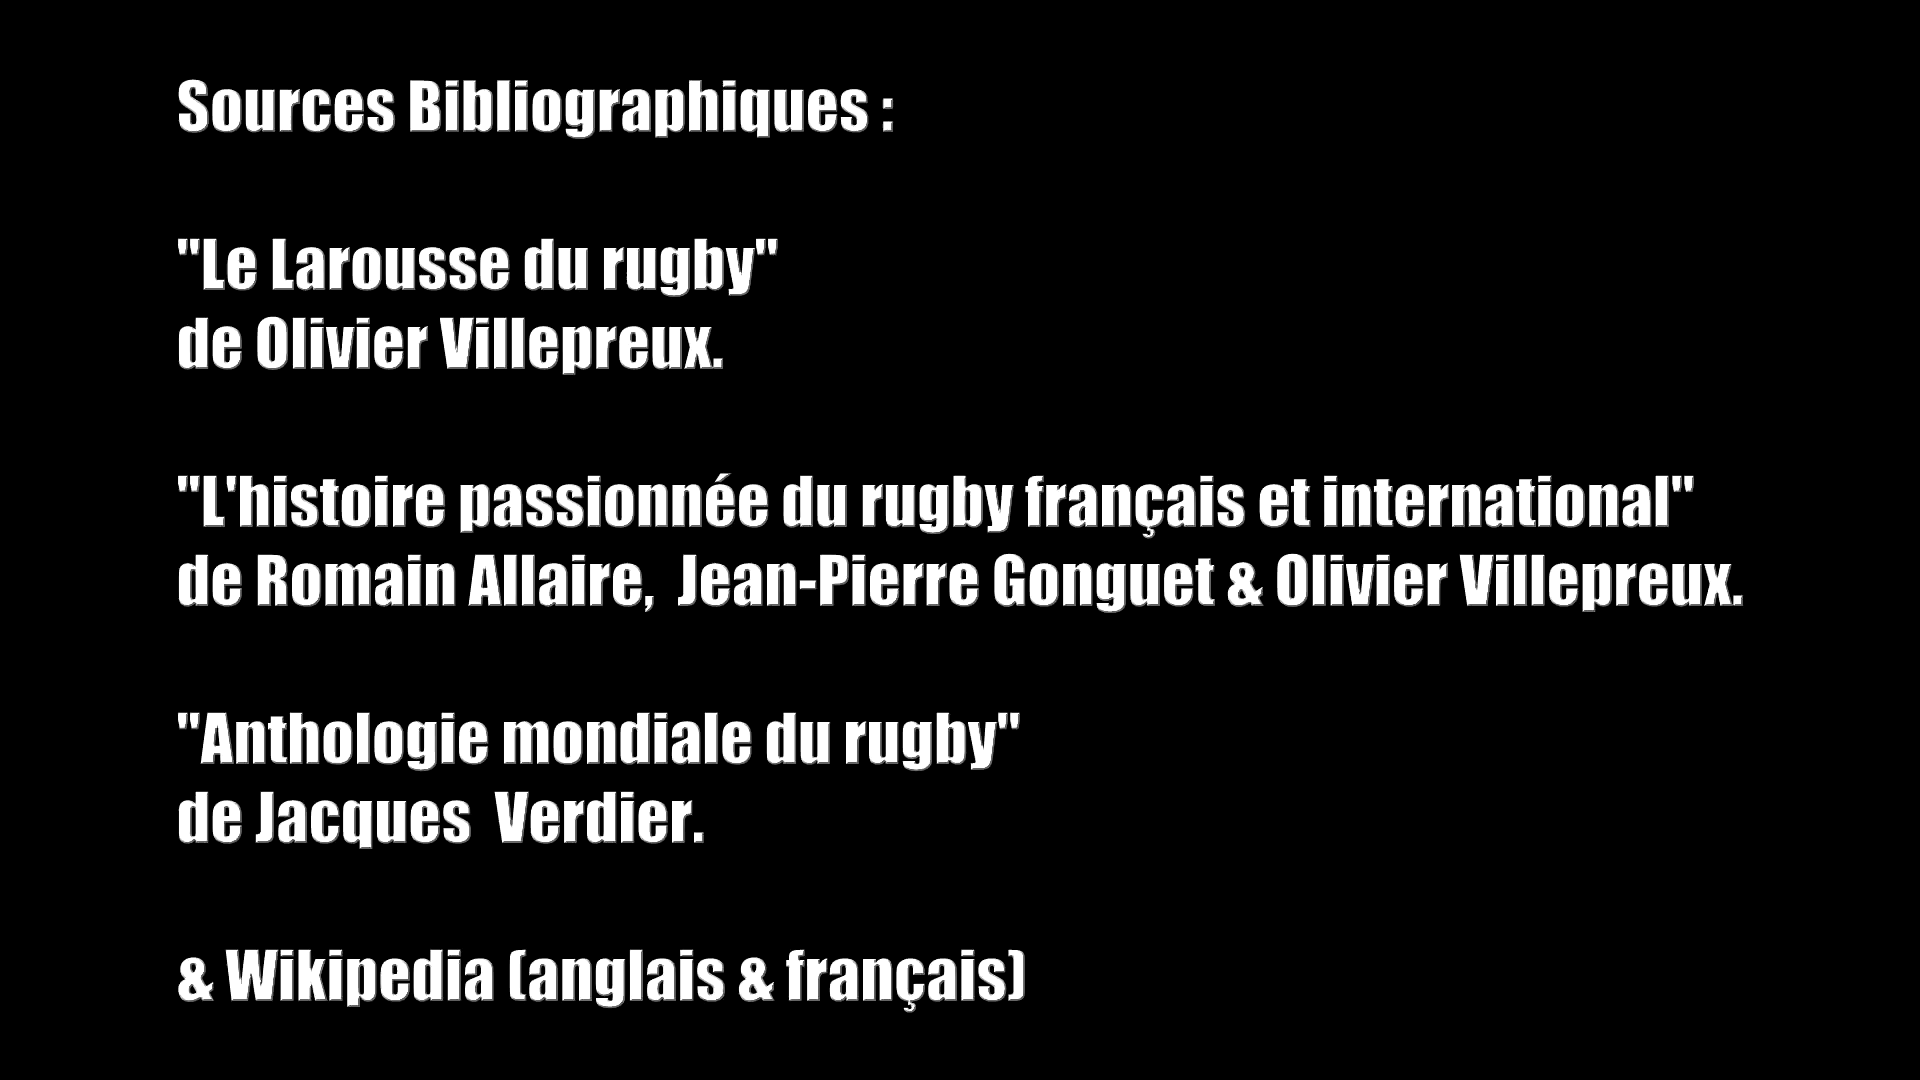 Sources Bibliographiques :
"Le Larousse du rugby"
de Olivier Villepreux.
"L'histoire passionnée du rugby français et international"
de Romain Allaire,  Jean-Pierre Gonguet & Olivier Villepreux.
"Anthologie mondiale du rugby"
de Jacques  Verdier.
& Wikipedia (anglais & français)